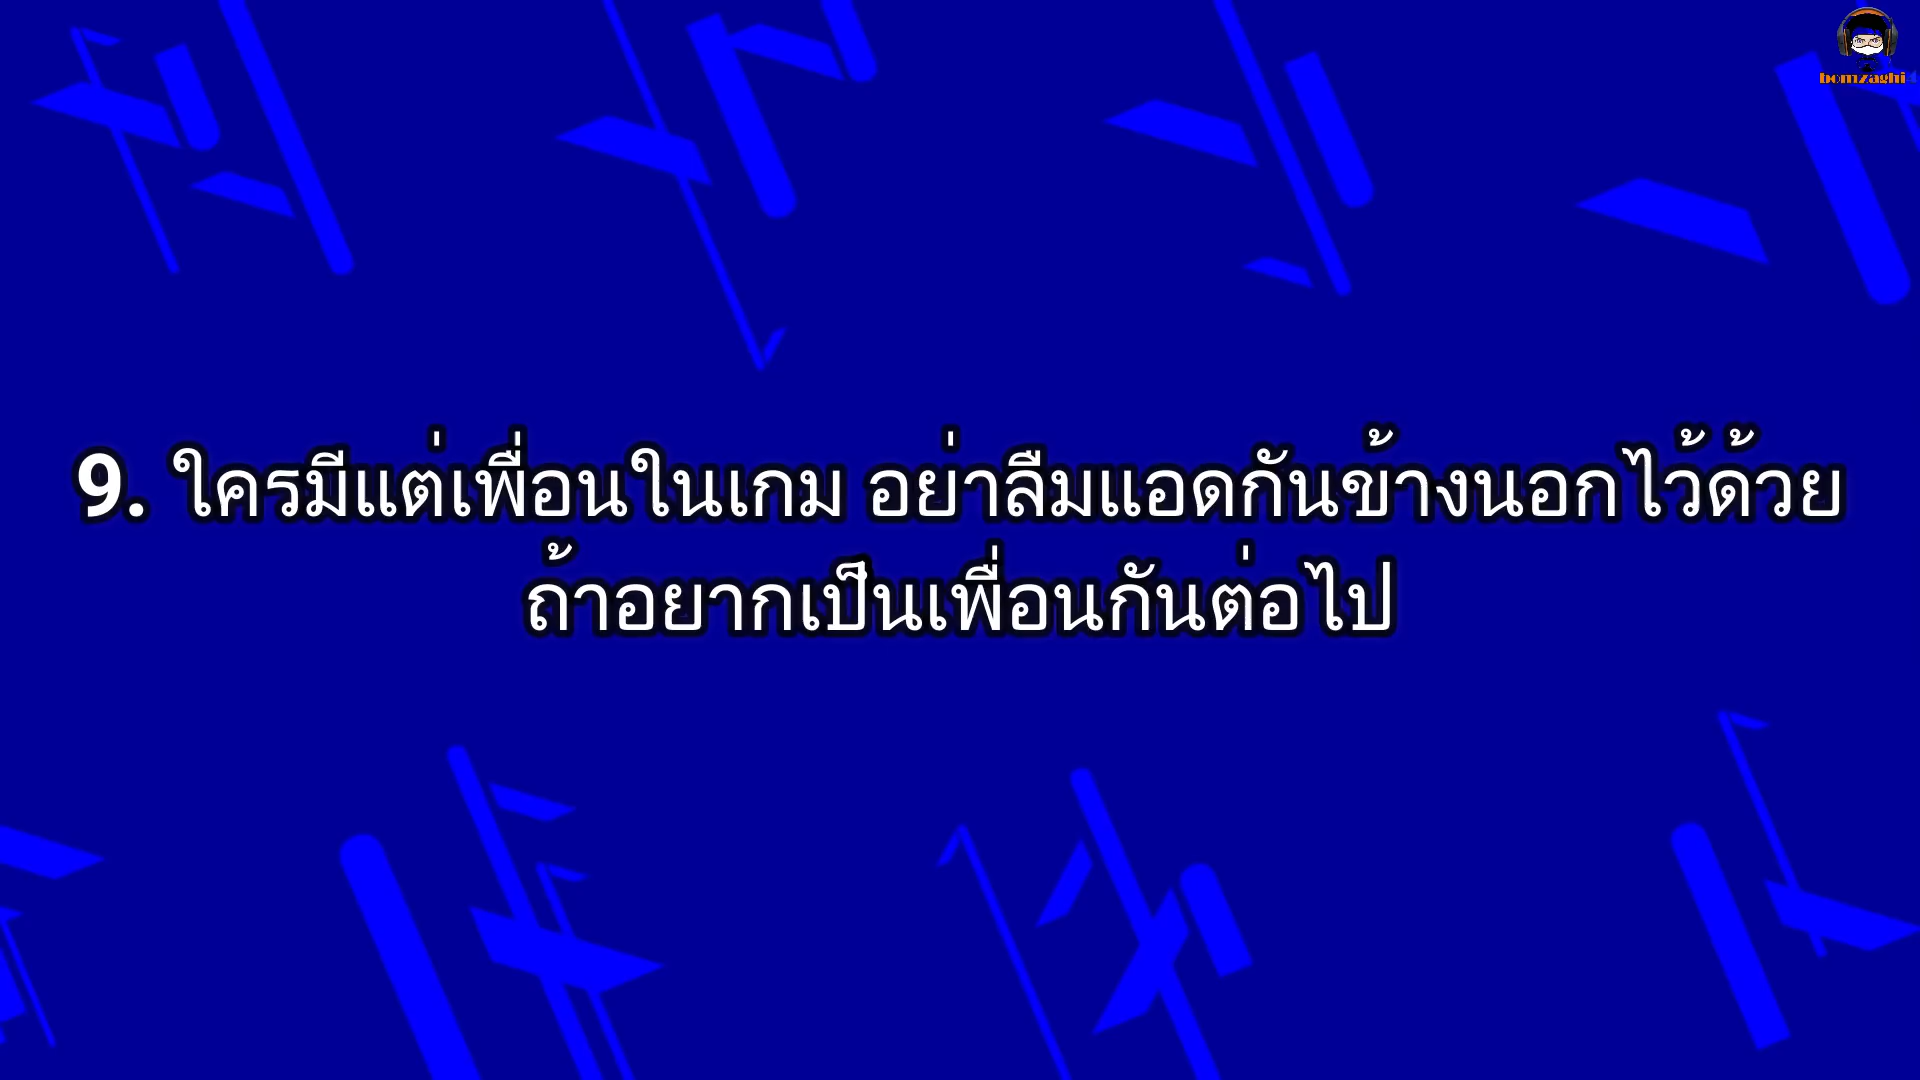 bomzaghi
9. ใครมีแต่เพื่อนในเกม อย่าลืมแอดกันข้างนอกไว้ด้วย
ถ้าอยากเป็นเพื่อนกันต่อไป